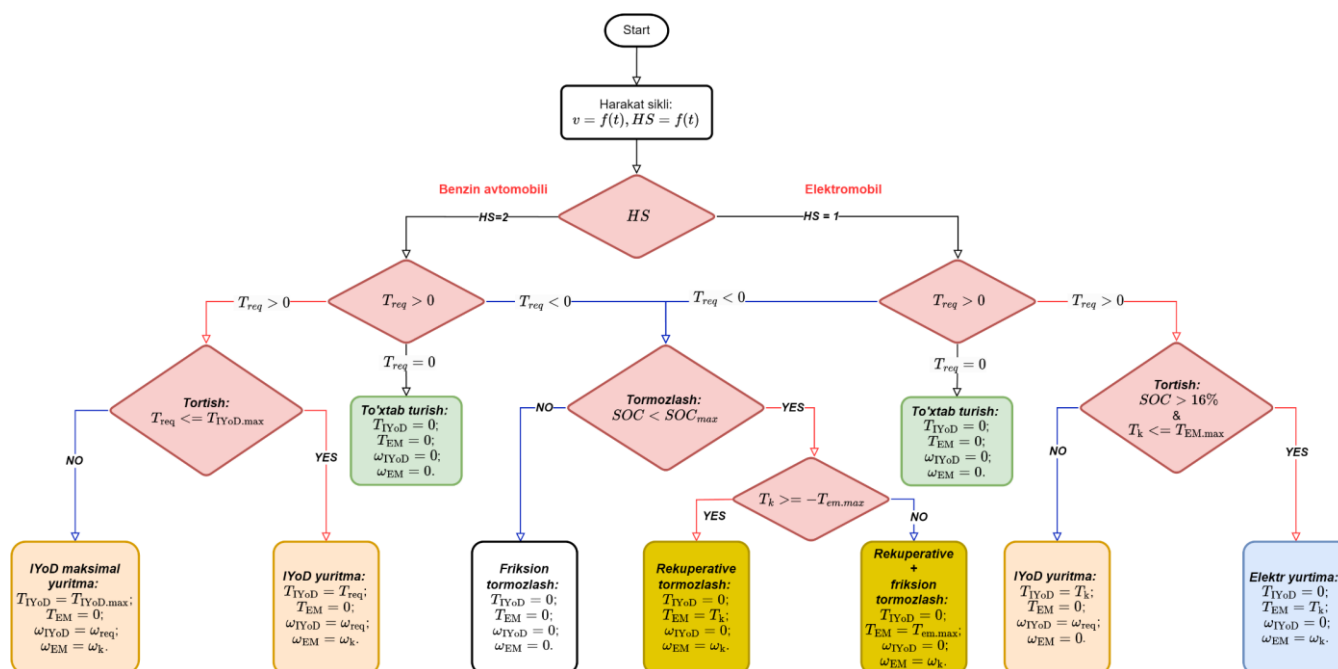 Start
Harakat sikli:
v = f(t), HS = f(t)
Benzin avtomobili
Elektromobil
HS
HS=2
HS = 1
T_req > 0
T_req > 0
T_req < 0
T_req < 0
T_req > 0
T_req > 0
T_req = 0
T_req = 0
Tortish:
T_req <= T_IYoD.max
To'xtab turish:
T_IYoD = 0;
T_EM = 0;
ω_IYoD = 0;
ω_EM = 0.
Tormozlash:
SOC < SOC_max
To'xtab turish:
T_IYoD = 0;
T_EM = 0;
ω_IYoD = 0;
ω_EM = 0.
Tortish:
SOC > 16%
&
T_k <= T_EM.max
NO
YES
NO
YES
NO
YES
T_k >= −T_em.max
YES
NO
IYoD maksimal
yuritma:
T_IYoD = T_IYoD.max;
T_EM = 0;
ω_IYoD = ω_req;
ω_EM = ω_k.
IYoD yuritma:
T_IYoD = T_req;
T_EM = 0;
ω_IYoD = ω_req;
ω_EM = ω_k.
Friksion
tormozlash:
T_IYoD = 0;
T_EM = 0;
ω_IYoD = 0;
ω_EM = 0.
Rekuperative
tormozlash:
T_IYoD = 0;
T_EM = T_k;
ω_IYoD = 0;
ω_EM = ω_k.
Rekuperative
+
friksion
tormozlash:
T_IYoD = 0;
T_EM = T_em.max;
ω_IYoD = 0;
ω_EM = ω_k.
IYoD yuritma:
T_IYoD = T_k;
T_EM = 0;
ω_IYoD = ω_req;
ω_EM = 0.
Elektr yurtima:
T_IYoD = 0;
T_EM = T_k;
ω_IYoD = 0;
ω_EM = ω_k.